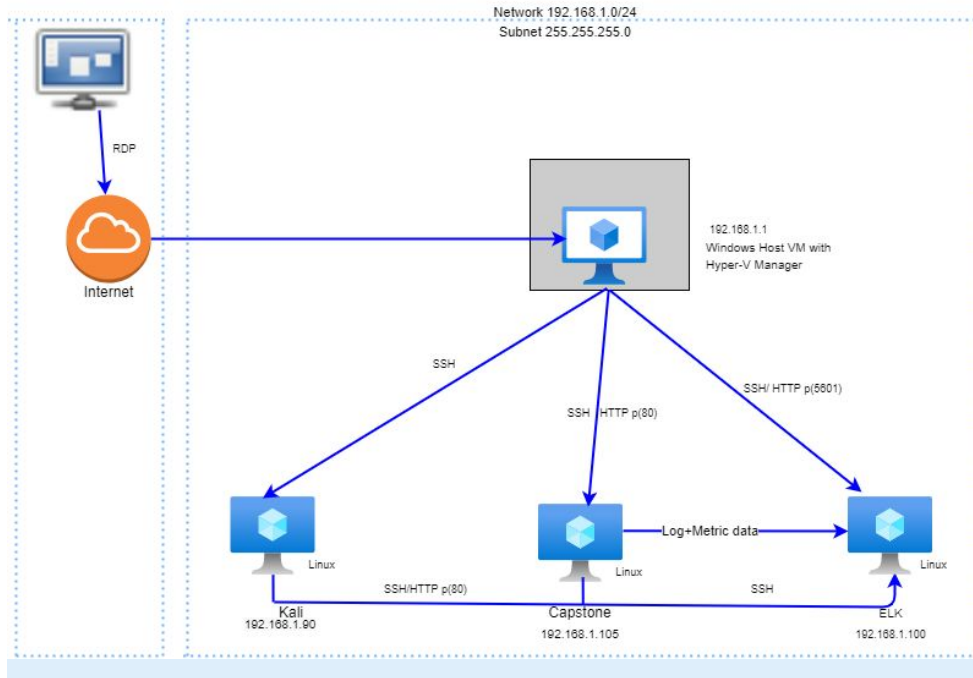 Network 192.168.1.0/24
Subnet 255.255.255.0
RDP
Internet
192.168.1.1
Windows Host VM with
Hyper-V Manager
SSH
SSH / HTTP p(80)
SSH/ HTTP p(5601)
Log+Metric data
Linux
Linux
Linux
SSH/HTTP p(80)
SSH
Kali
192.168.1.90
Capstone
192.168.1.105
ELK
192.168.1.100